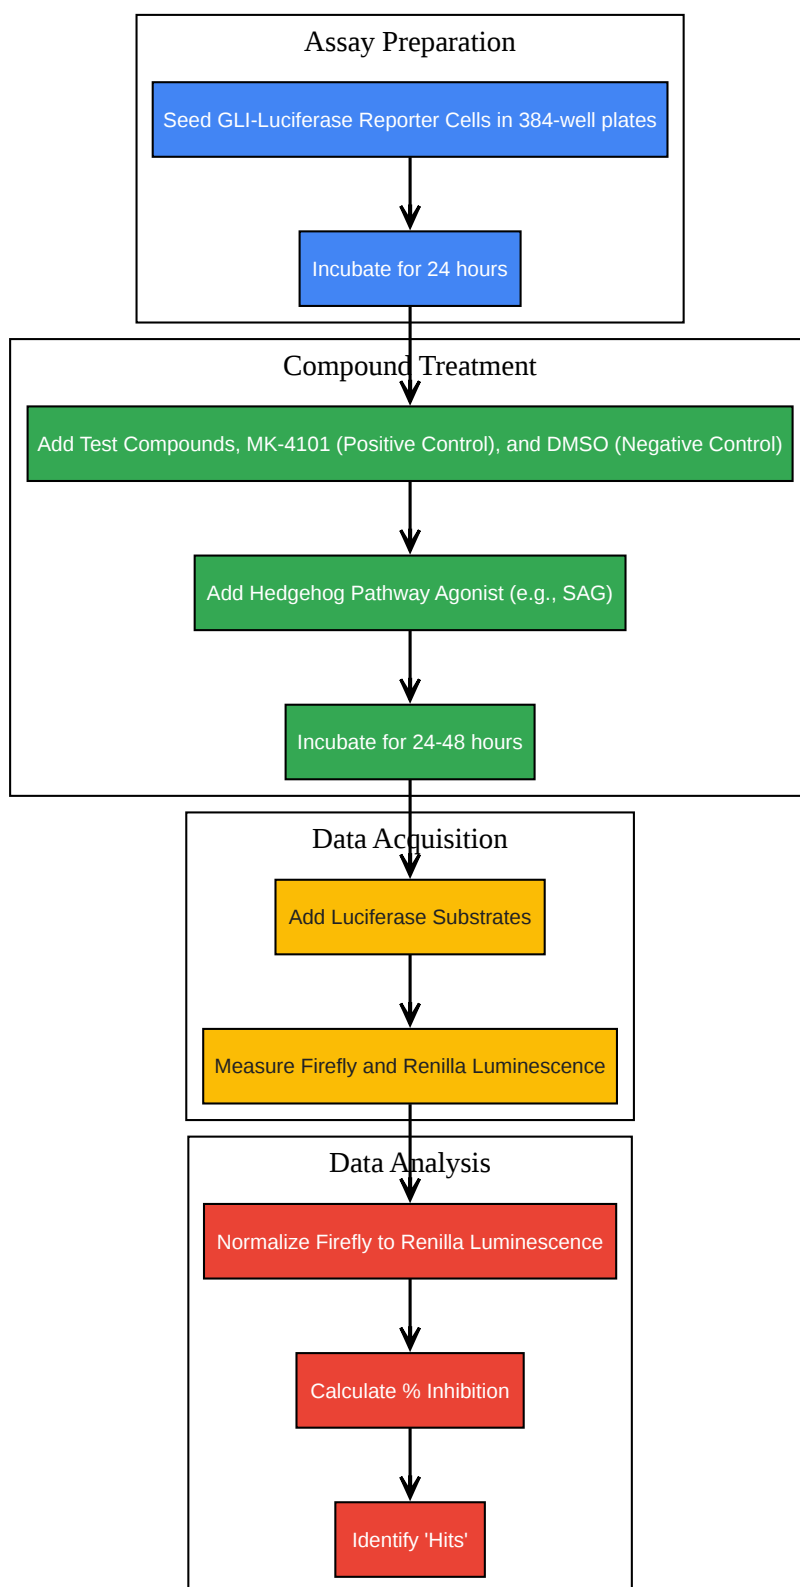 Assay Preparation
Seed GLI-Luciferase Reporter Cells in 384-well plates
Incubate for 24 hours
Compound Treatment
Add Test Compounds, MK-4101 (Positive Control), and DMSO (Negative Control)
Add Hedgehog Pathway Agonist (e.g., SAG)
Incubate for 24-48 hours
Data Acquisition
Add Luciferase Substrates
Measure Firefly and Renilla Luminescence
Data Analysis
Normalize Firefly to Renilla Luminescence
Calculate % Inhibition
Identify 'Hits'